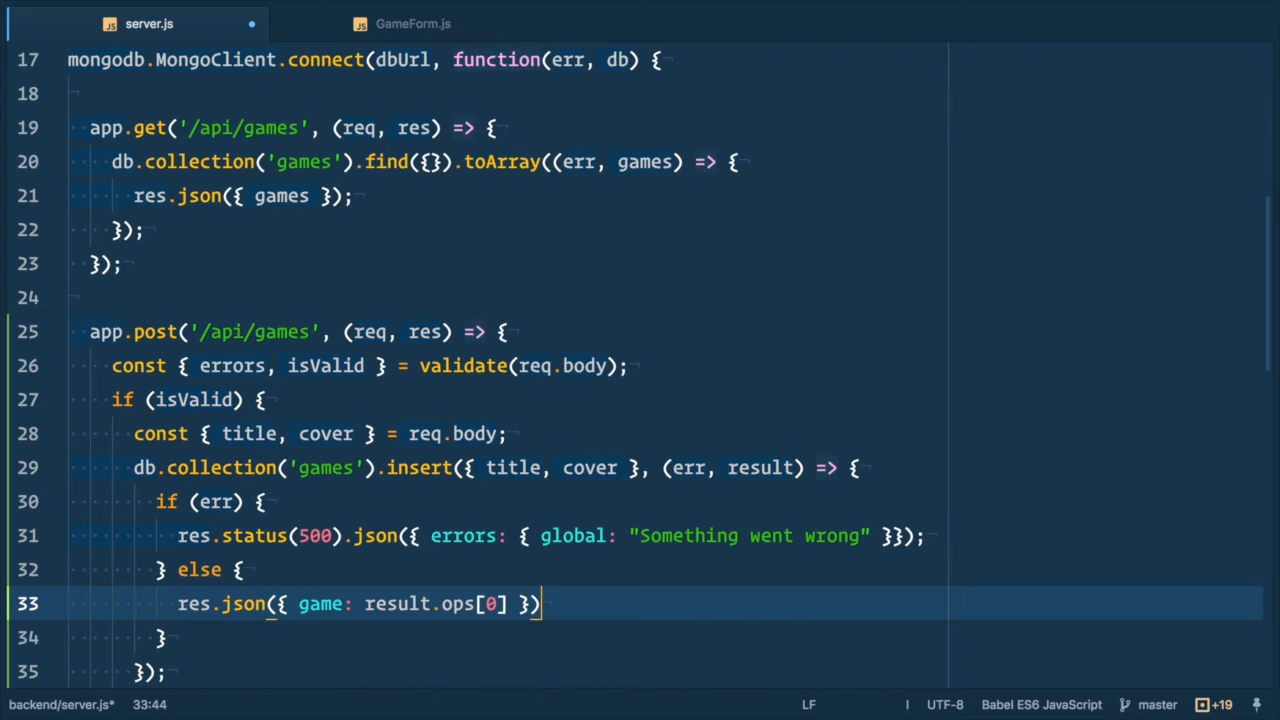 JS server.js
JS GameForm.js
17 mongodb.MongoClient.connect(dbUrl, function(err, db) {
18
19 app.get('/api/games', (req, res) => {
20 db.collection('games').find({}).toArray((err, games) => {
21 res.json({ games });
22 });
23 });
24
25 app.post('/api/games', (req, res) => {
26 const { errors, isValid } = validate(req.body);
27 if (isValid) {
28 const { title, cover } = req.body;
29 db.collection('games').insert({ title, cover }, (err, result) => {
30 if (err) {
31 res.status(500).json({ errors: { global: "Something went wrong" }});
32 } else {
33 res.json({ game: result.ops[0] })
34 }
35 });
backend/server.js* 33:44 LF UTF-8 Babel ES6 JavaScript master +19